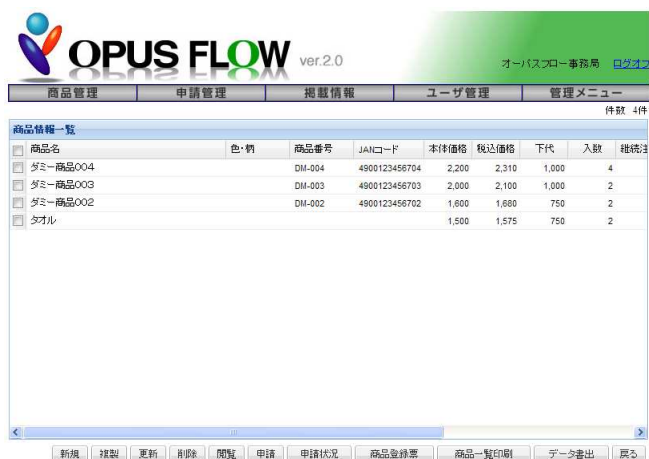 OPUS FLOW ver.2.0
オーパスフロー事務局 ログオフ
商品管理 申請管理 掲載情報 ユーザ管理 管理メニュー
件数 4件
商品情報一覧
商品名 色・柄 商品番号 JANコード 本体価格 税込価格 下代 入数 継続注
ダミー商品004 DM-004 4900123456704 2,200 2,310 1,000 4
ダミー商品003 DM-003 4900123456703 2,000 2,100 1,000 2
ダミー商品002 DM-002 4900123456702 1,600 1,680 750 2
タオル 1,500 1,575 750 2
新規 複製 更新 削除 閲覧 申請 申請状況 商品登録票 商品一覧印刷 データ書出 戻る